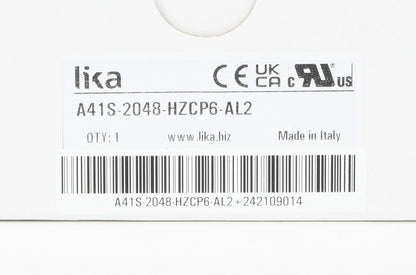 lika CE UK CA c RU US
A41S-2048-HZCP6-AL2
QTY: 1 www.lika.biz Made in Italy
A41S-2048-HZCP6-AL2+242109014